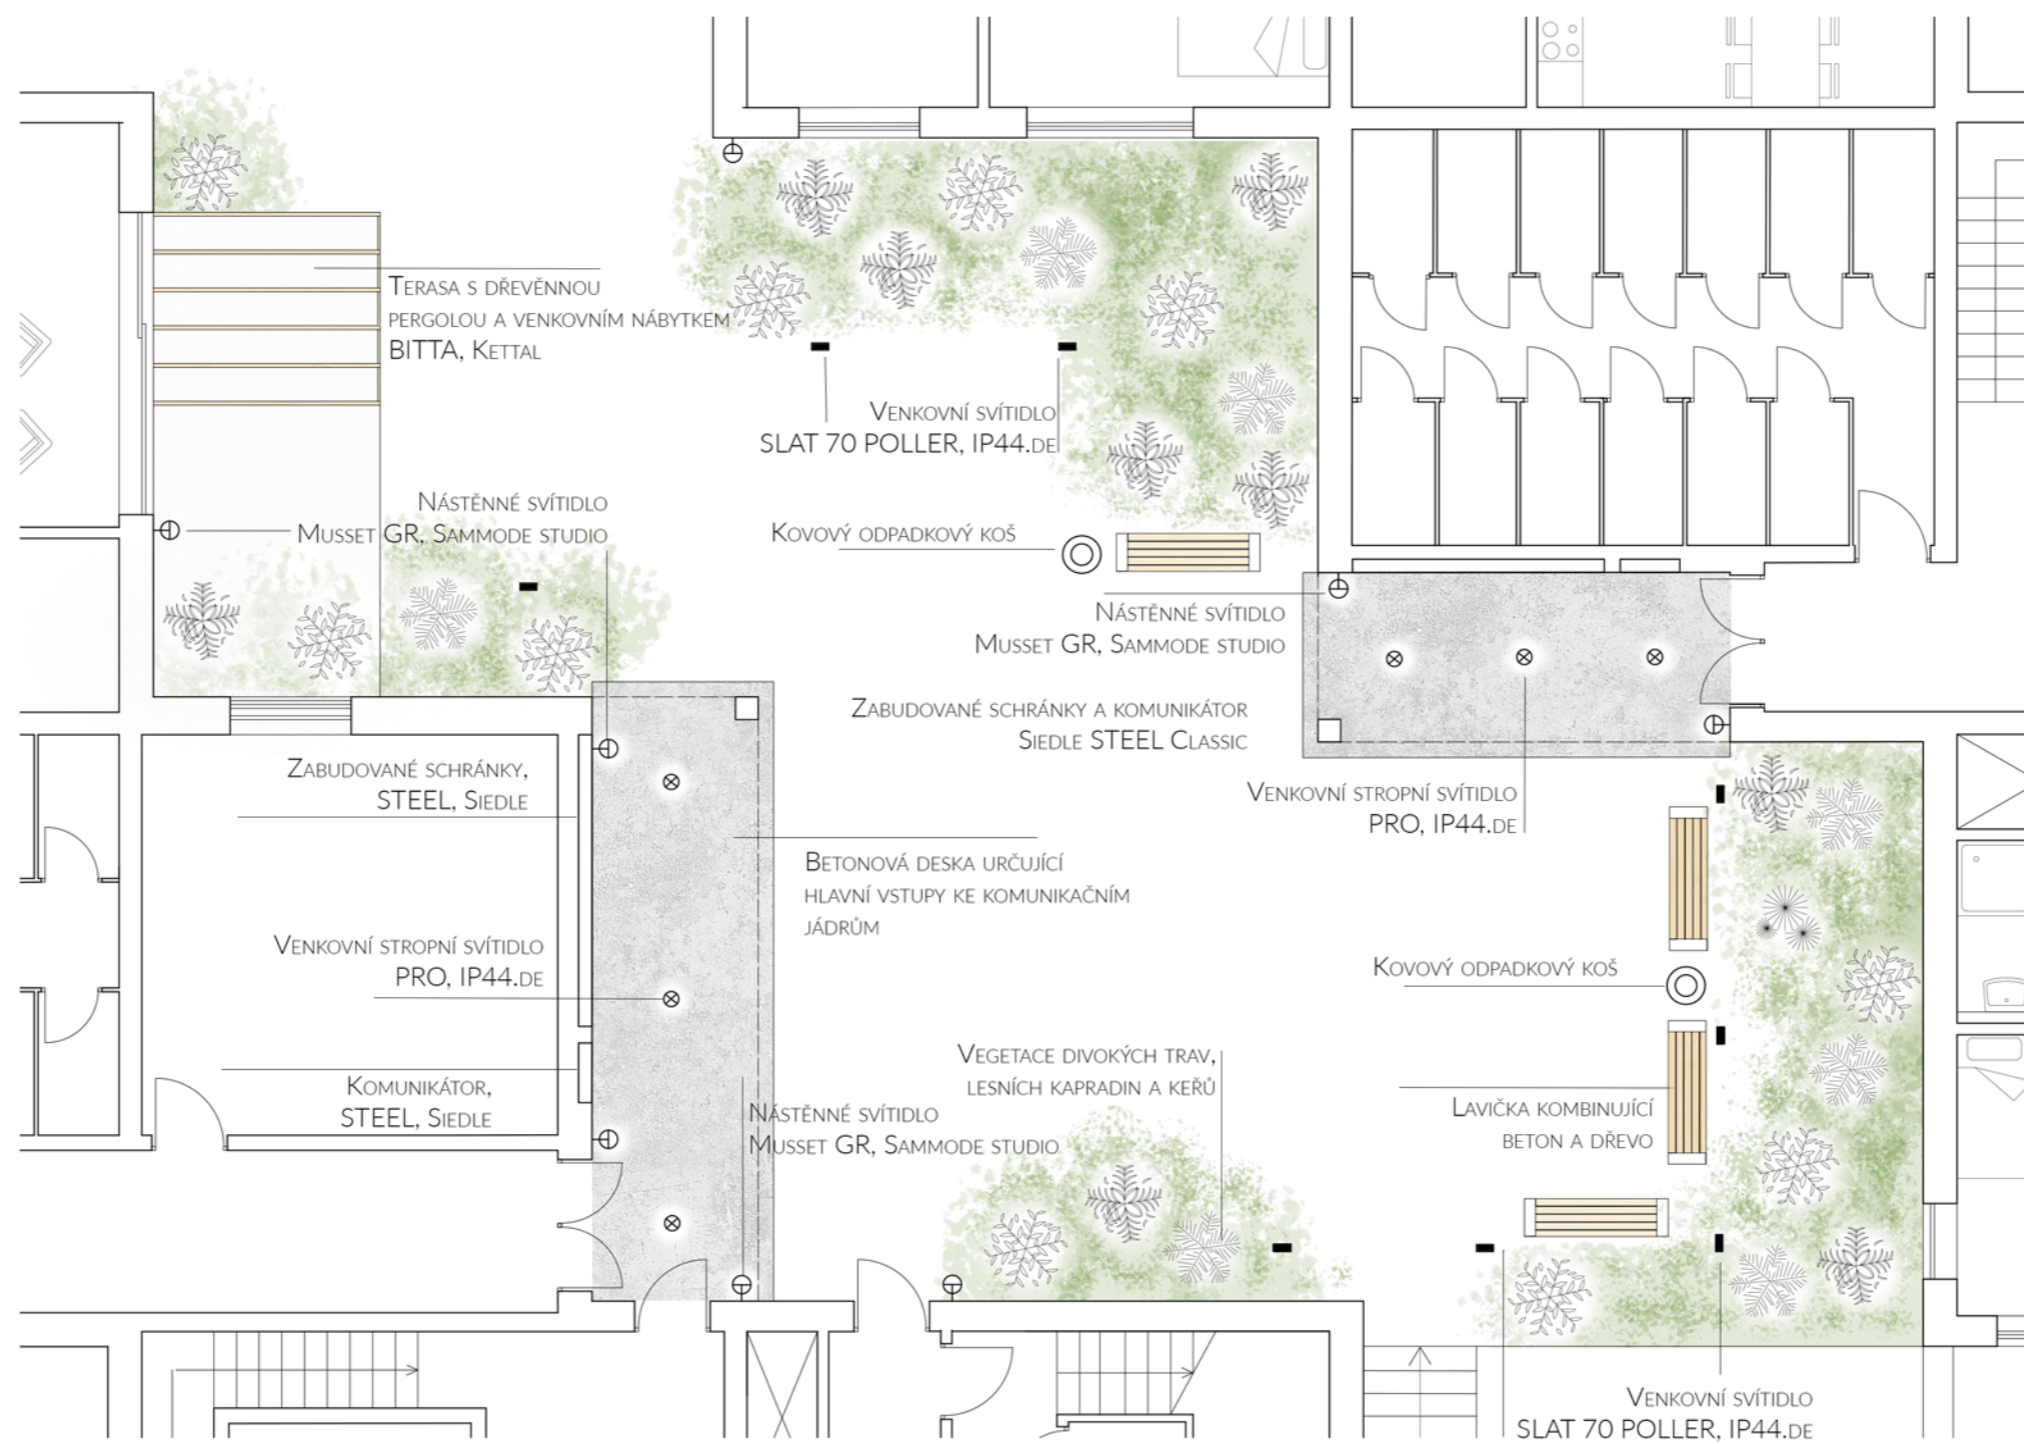 Terasa s dřevěnnou
pergolou a venkovním nábytkem
BITTA, Kettal
Venkovní svítidlo
SLAT 70 POLLER, IP44.de
Nástěnné svítidlo
Musset GR, Sammode studio
Kovový odpadkový koš
Nástěnné svítidlo
Musset GR, Sammode studio
Zabudované schránky a komunikátor
Siedle STEEL Classic
Zabudované schránky,
STEEL, Siedle
Venkovní stropní svítidlo
PRO, IP44.de
Betonová deska určující
hlavní vstupy ke komunikačním
jádrům
Venkovní stropní svítidlo
PRO, IP44.de
Kovový odpadkový koš
Vegetace divokých trav,
lesních kapradin a keřů
Komunikátor,
STEEL, Siedle
Nástěnné svítidlo
Musset GR, Sammode studio
Lavička kombinující
beton a dřevo
Venkovní svítidlo
SLAT 70 POLLER, IP44.de